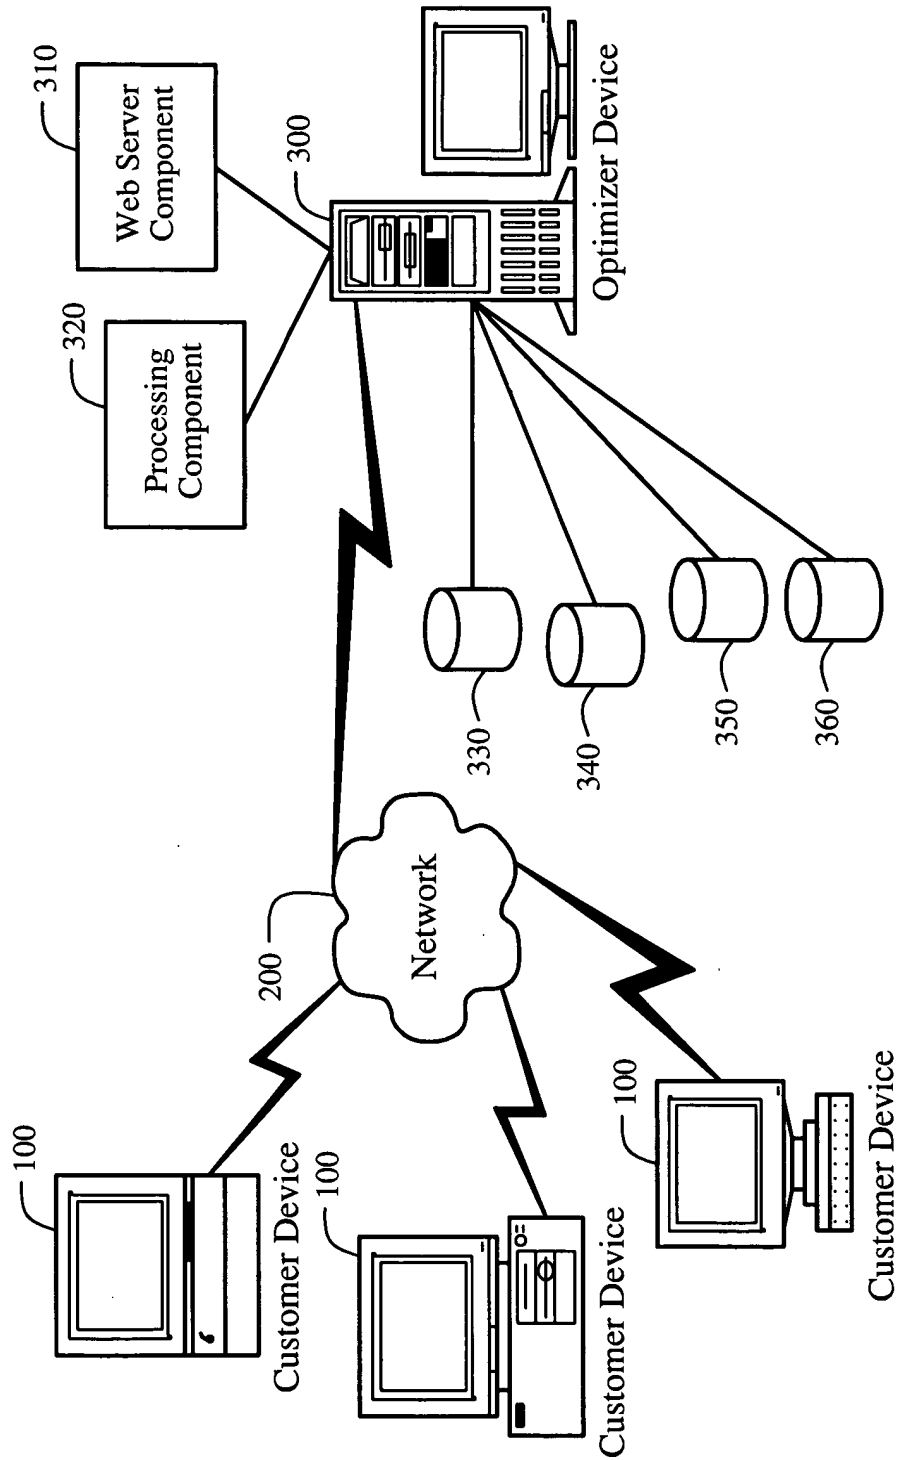 100
Customer Device
100
Customer Device
100
Customer Device
200
Network
320
Processing
Component
310
Web Server
Component
300
Optimizer Device
330
340
350
360